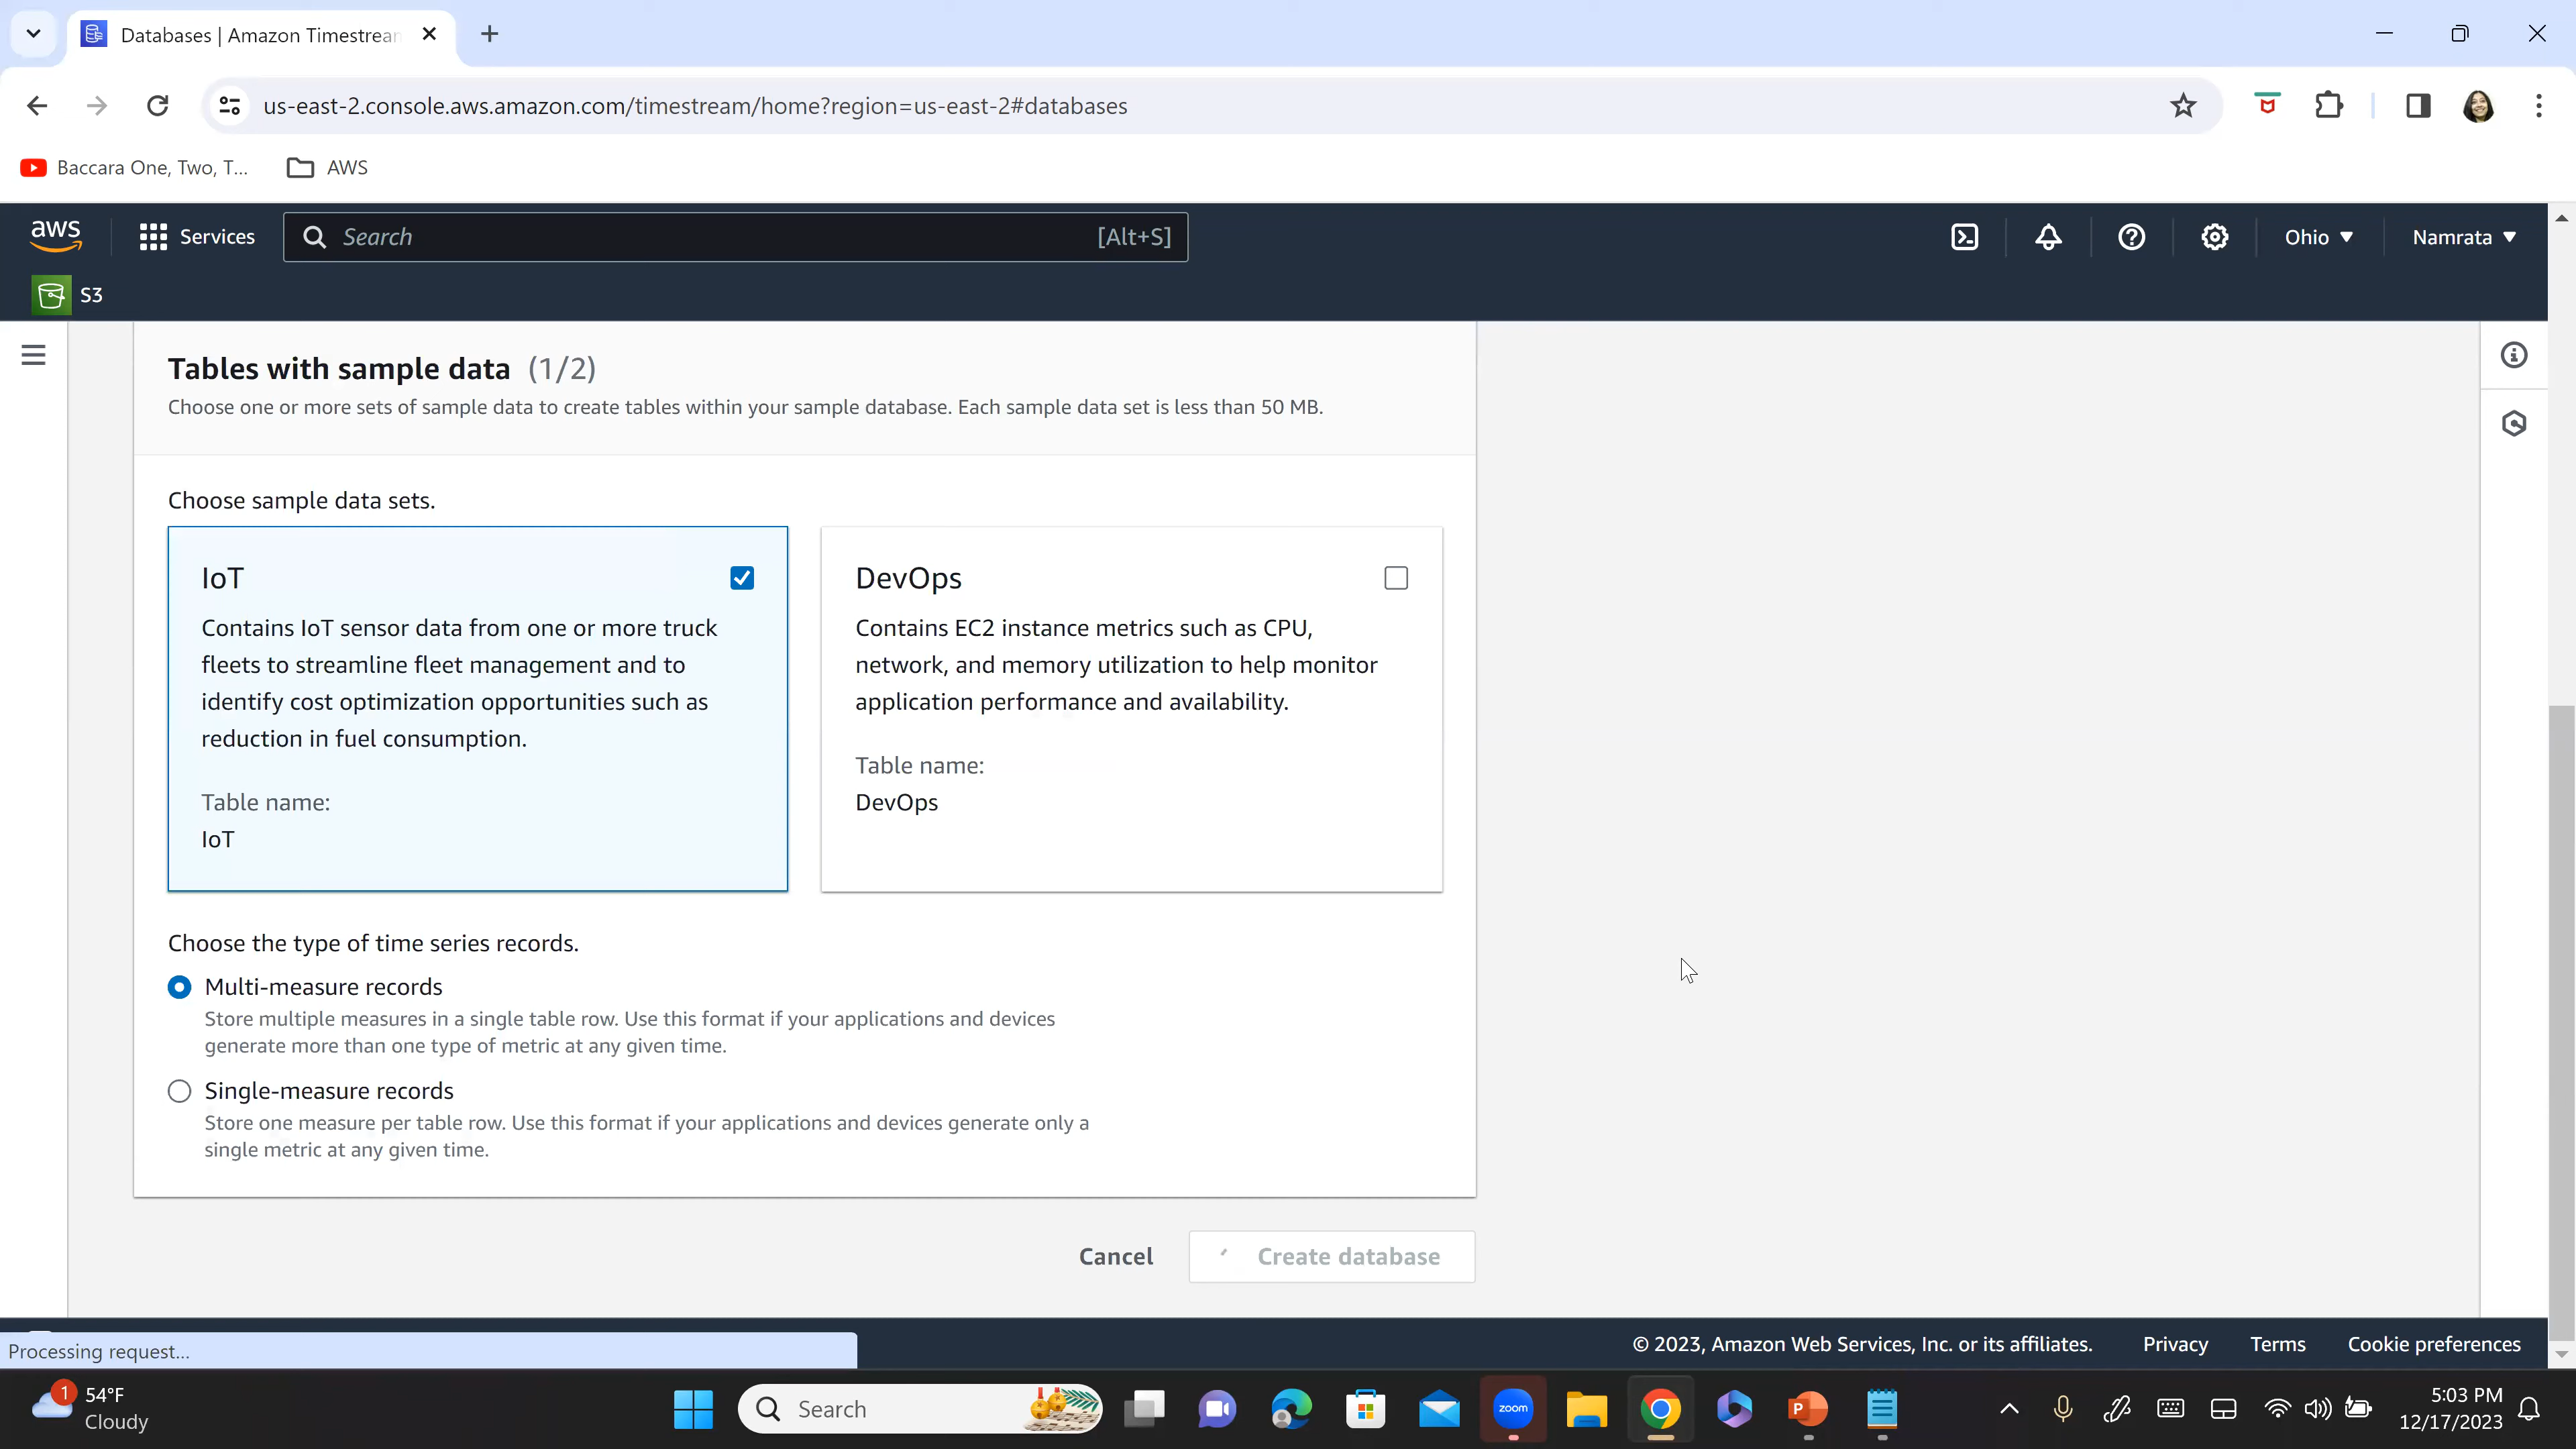 Databases | Amazon Timestream
us-east-2.console.aws.amazon.com/timestream/home?region=us-east-2#databases
Baccara One, Two, T...
AWS
aws
Services
Search
[Alt+S]
Ohio
Namrata
S3
Tables with sample data (1/2)
Choose one or more sets of sample data to create tables within your sample database. Each sample data set is less than 50 MB.
Choose sample data sets.
IoT
Contains IoT sensor data from one or more truck
fleets to streamline fleet management and to
identify cost optimization opportunities such as
reduction in fuel consumption.
Table name:
IoT
DevOps
Contains EC2 instance metrics such as CPU,
network, and memory utilization to help monitor
application performance and availability.
Table name:
DevOps
Choose the type of time series records.
Multi-measure records
Store multiple measures in a single table row. Use this format if your applications and devices
generate more than one type of metric at any given time.
Single-measure records
Store one measure per table row. Use this format if your applications and devices generate only a
single metric at any given time.
Cancel
Create database
Processing request...
© 2023, Amazon Web Services, Inc. or its affiliates.
Privacy
Terms
Cookie preferences
1
54°F
Cloudy
Search
zoom
P
5:03 PM
12/17/2023